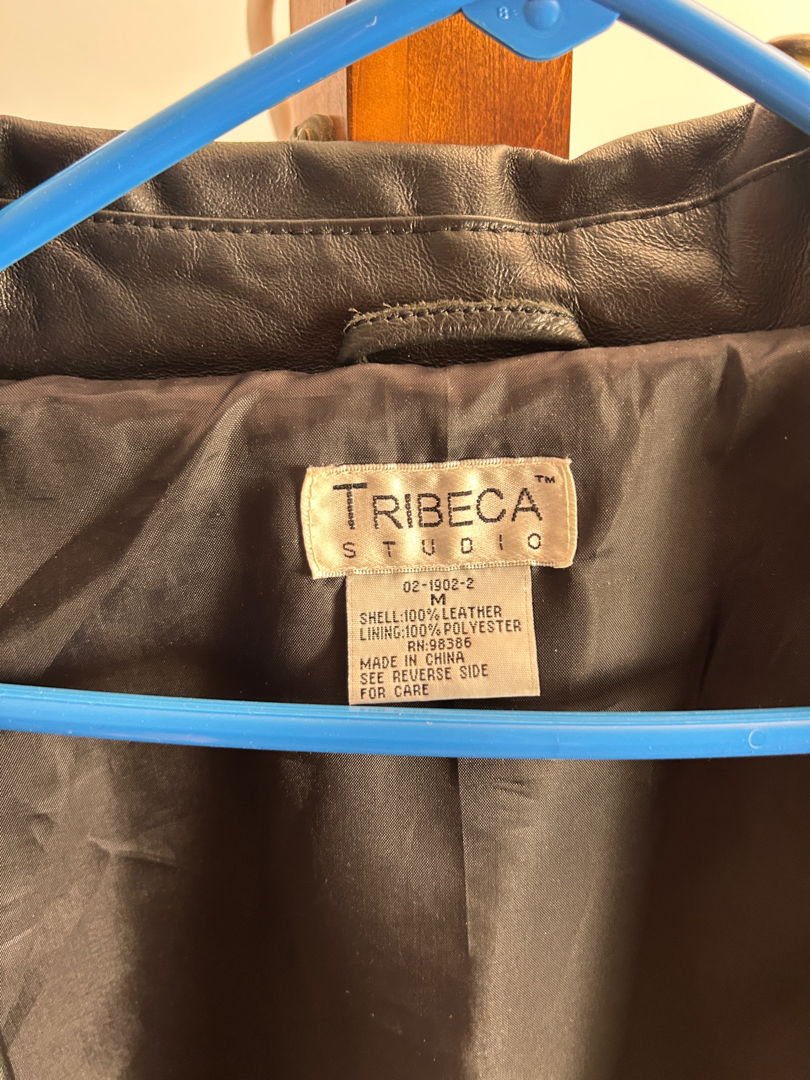 8
TRIBECA™
STUDIO
02-1902-2
M
SHELL:100% LEATHER
LINING:100% POLYESTER
RN:98386
MADE IN CHINA
SEE REVERSE SIDE
FOR CARE